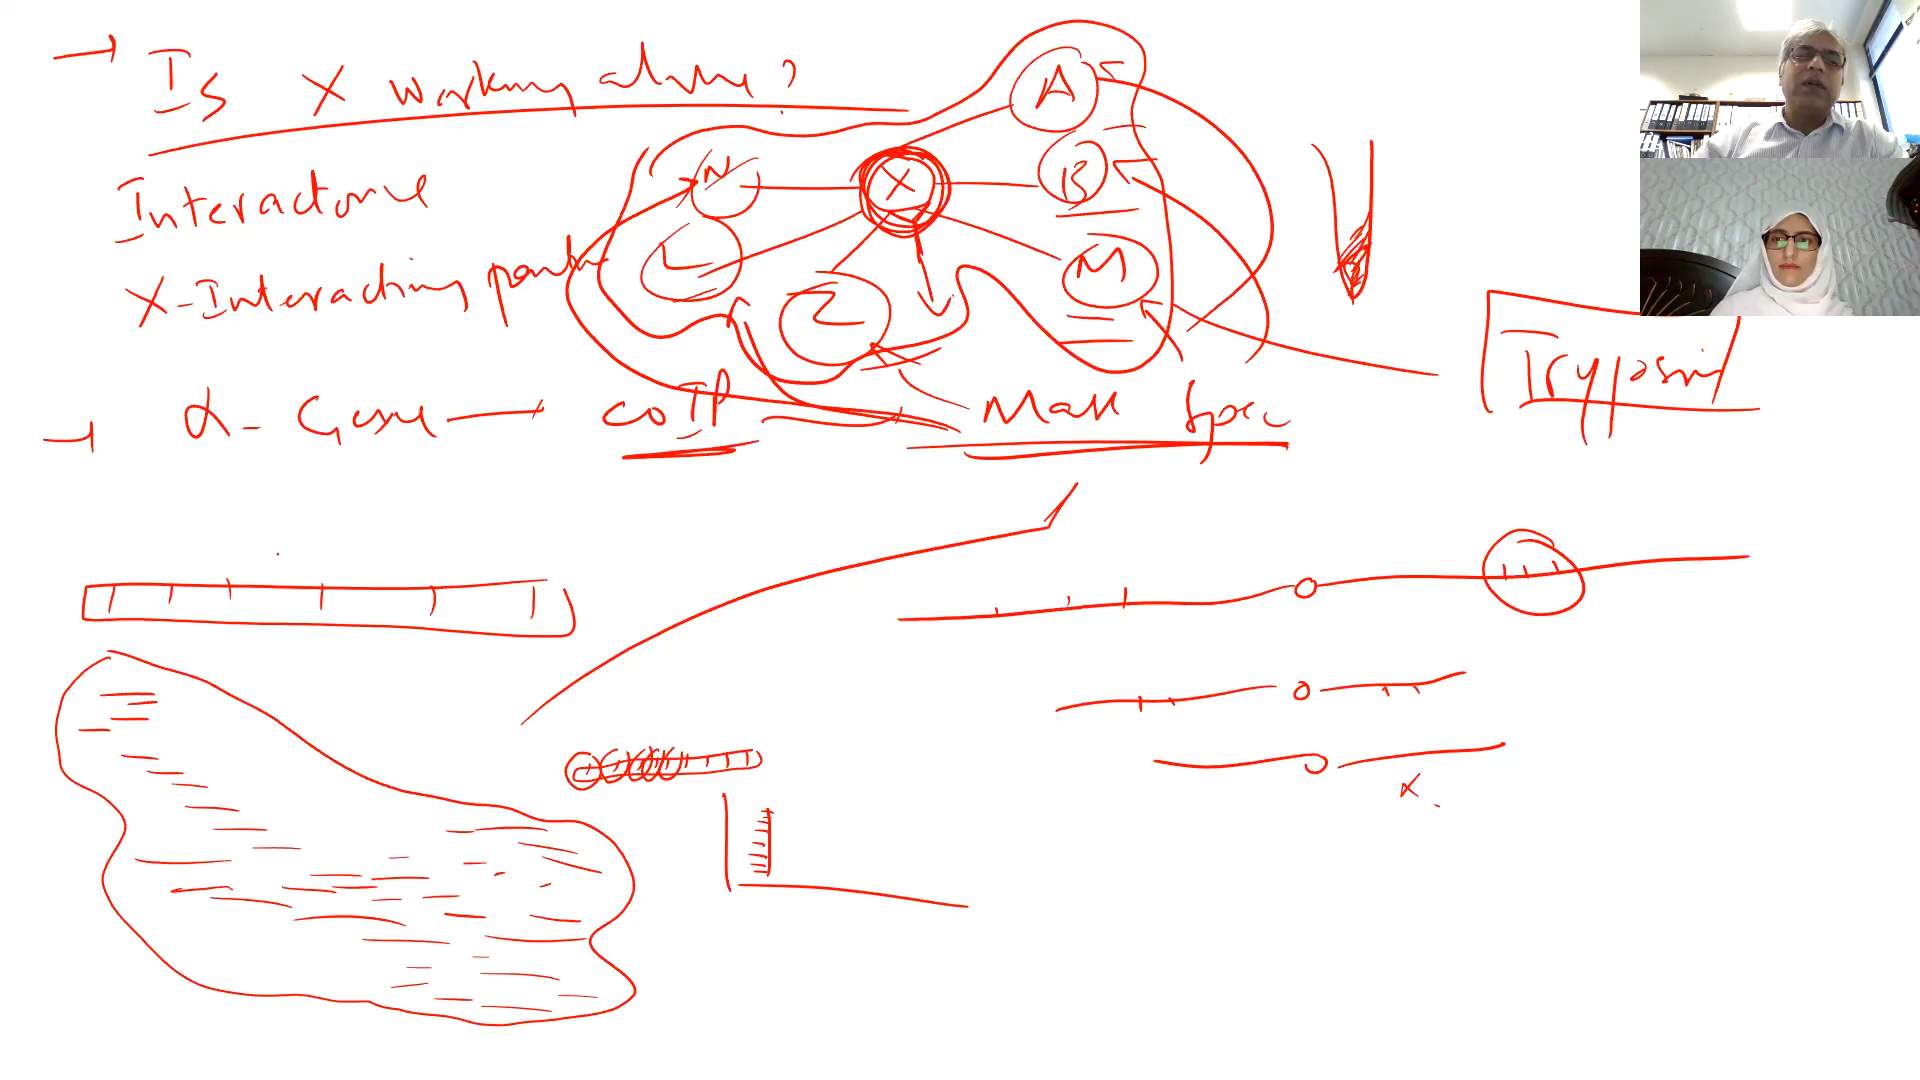 Is X working alone?
Interactome
X-Interacting partner
α- Gene → coIP → Mass Spec
A
B
M
Z
L
N
X
Trypsin
α